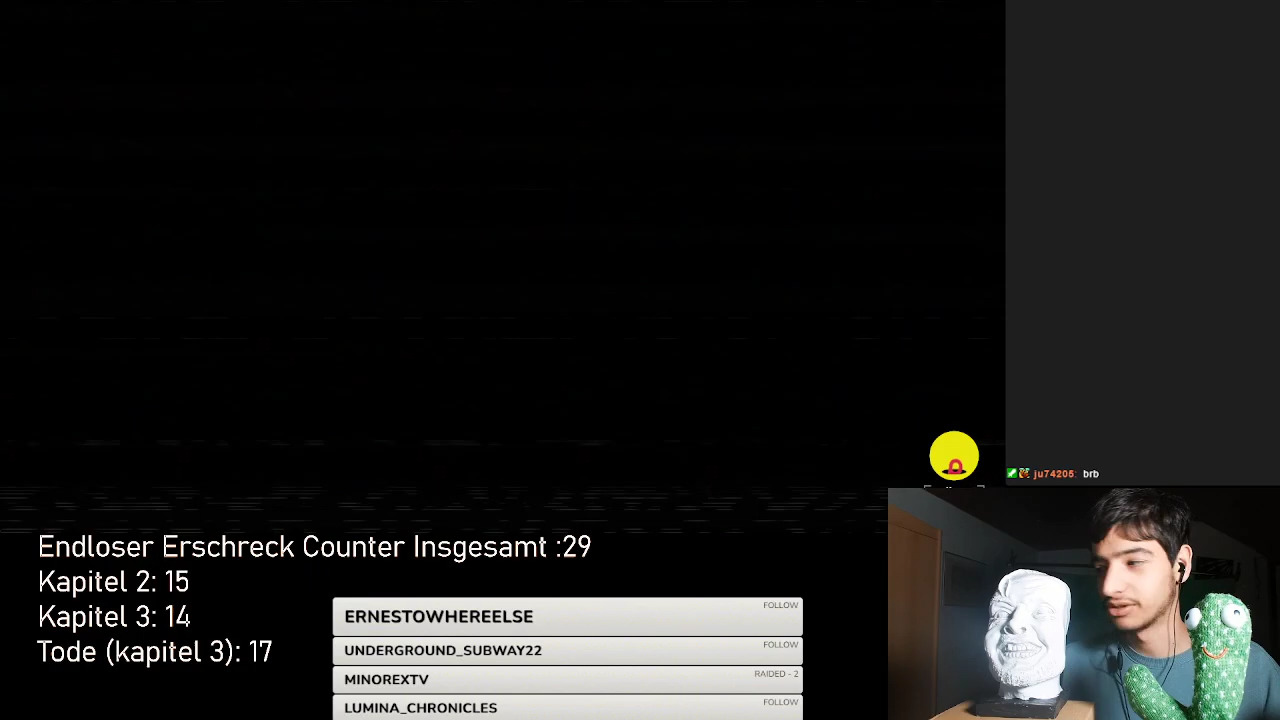 ju74205: brb
Endloser Erschreck Counter Insgesamt :29
Kapitel 2: 15
Kapitel 3: 14
Tode (kapitel 3): 17
ERNESTOWHEREELSE FOLLOW
UNDERGROUND_SUBWAY22 FOLLOW
MINOREXTV RAIDED - 2
LUMINA_CHRONICLES FOLLOW